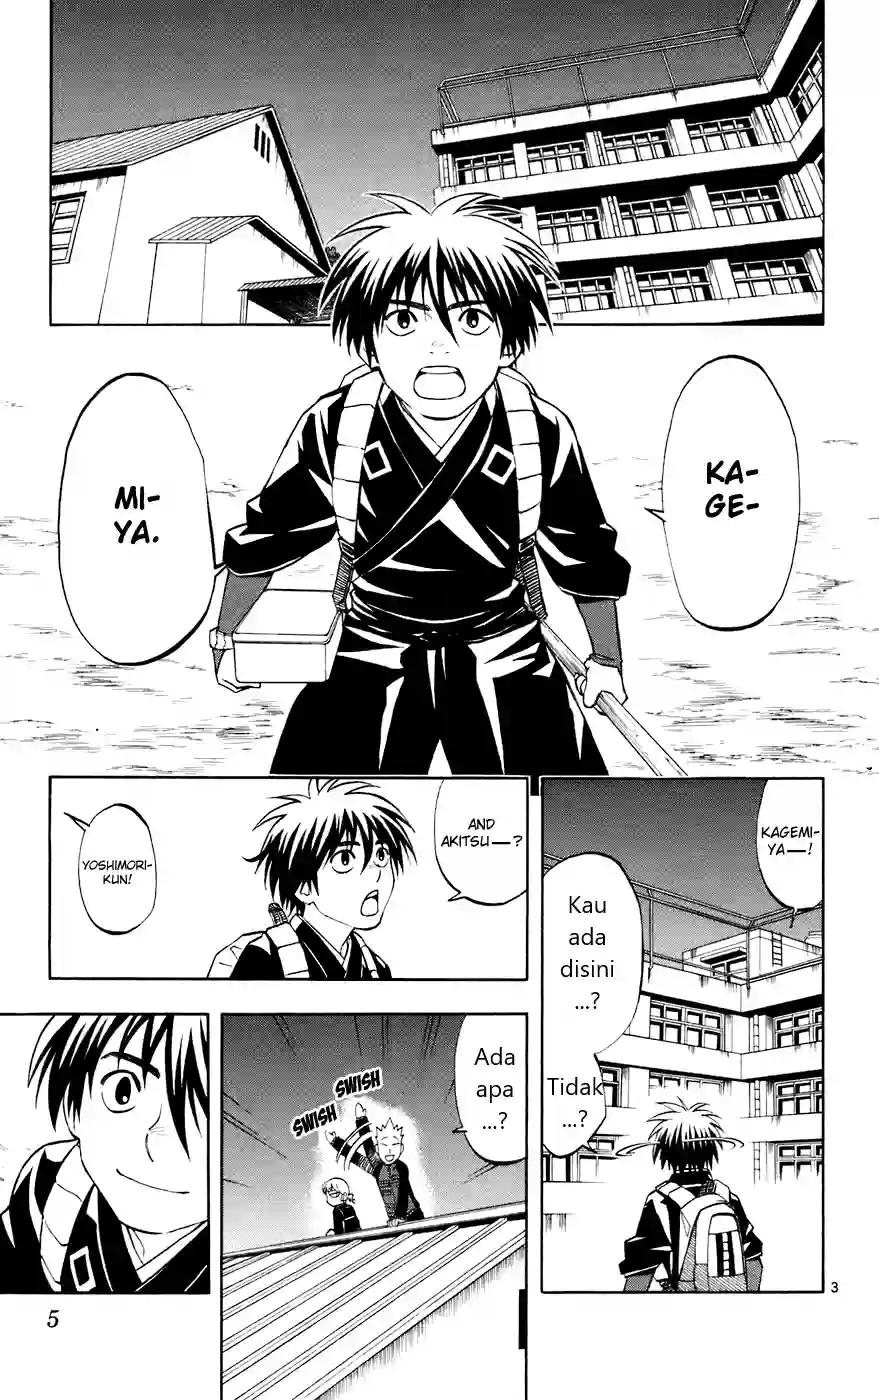 KA-
GE-
MI-
YA.
KAGEMI-
YA—!
Kau
ada
disini
...?
Tidak
...?
AND
AKITSU—?
YOSHIMORI-
KUN!
Ada
apa
...?
SWISH
SWISH
3
5